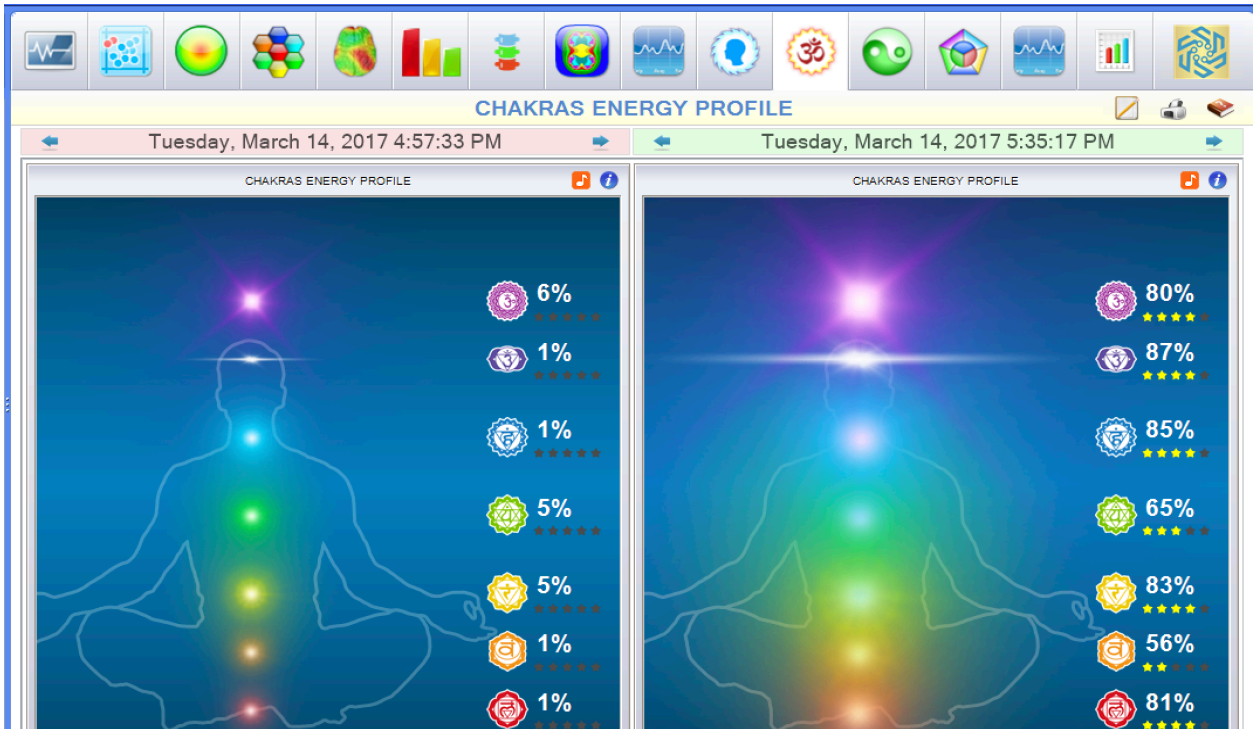 CHAKRAS ENERGY PROFILE
Tuesday, March 14, 2017 4:57:33 PM
Tuesday, March 14, 2017 5:35:17 PM
CHAKRAS ENERGY PROFILE
CHAKRAS ENERGY PROFILE
6%
1%
1%
5%
5%
1%
1%
80%
87%
85%
65%
83%
56%
81%